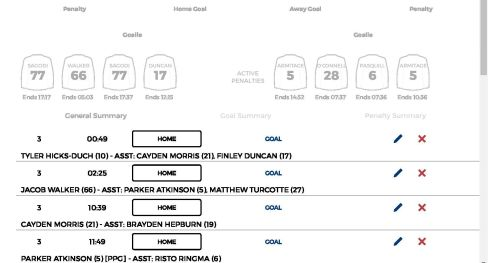 Penalty Home Goal Away Goal Penalty
Goalie Goalie
SAGODI WALKER SAGODI DUNCAN ARMITAGE O'CONNELL PASQUELL ARMITAGE
77 66 77 17 ACTIVE PENALTIES 5 28 6 5
Ends 17:17 Ends 05:03 Ends 17:37 Ends 12:15 Ends 14:52 Ends 07:37 Ends 07:36 Ends 10:36
General Summary Goal Summary Penalty Summary
3 00:49 HOME GOAL
TYLER HICKS-DUCH (10) - ASST: CAYDEN MORRIS (21), FINLEY DUNCAN (17)
3 02:25 HOME GOAL
JACOB WALKER (66) - ASST: PARKER ATKINSON (5), MATTHEW TURCOTTE (27)
3 10:39 HOME GOAL
CAYDEN MORRIS (21) - ASST: BRAYDEN HEPBURN (19)
3 11:49 HOME GOAL
PARKER ATKINSON (5) [PPG] - ASST: RISTO RINGMA (6)